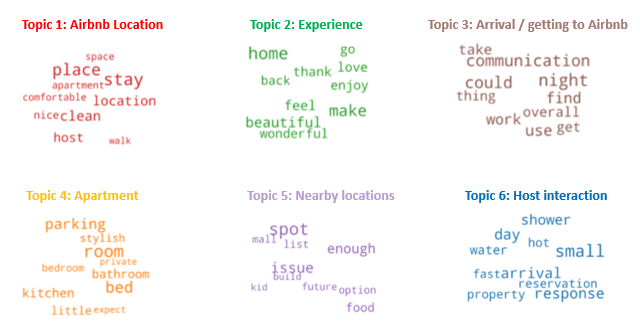 Topic 1: Airbnb Location
space
place
apartment stay
comfortable location
nice clean
host walk
Topic 2: Experience
home go
thank love
back enjoy
feel make
beautiful
wonderful
Topic 3: Arrival / getting to Airbnb
take
communication
could night
thing find
overall
work use get
Topic 4: Apartment
parking
stylish
room
private
bedroom bathroom
kitchen bed
little expect
Topic 5: Nearby locations
spot
mall list enough
issue
build
kid future option
food
Topic 6: Host interaction
shower
day hot
water small
fast arrival
reservation
property response